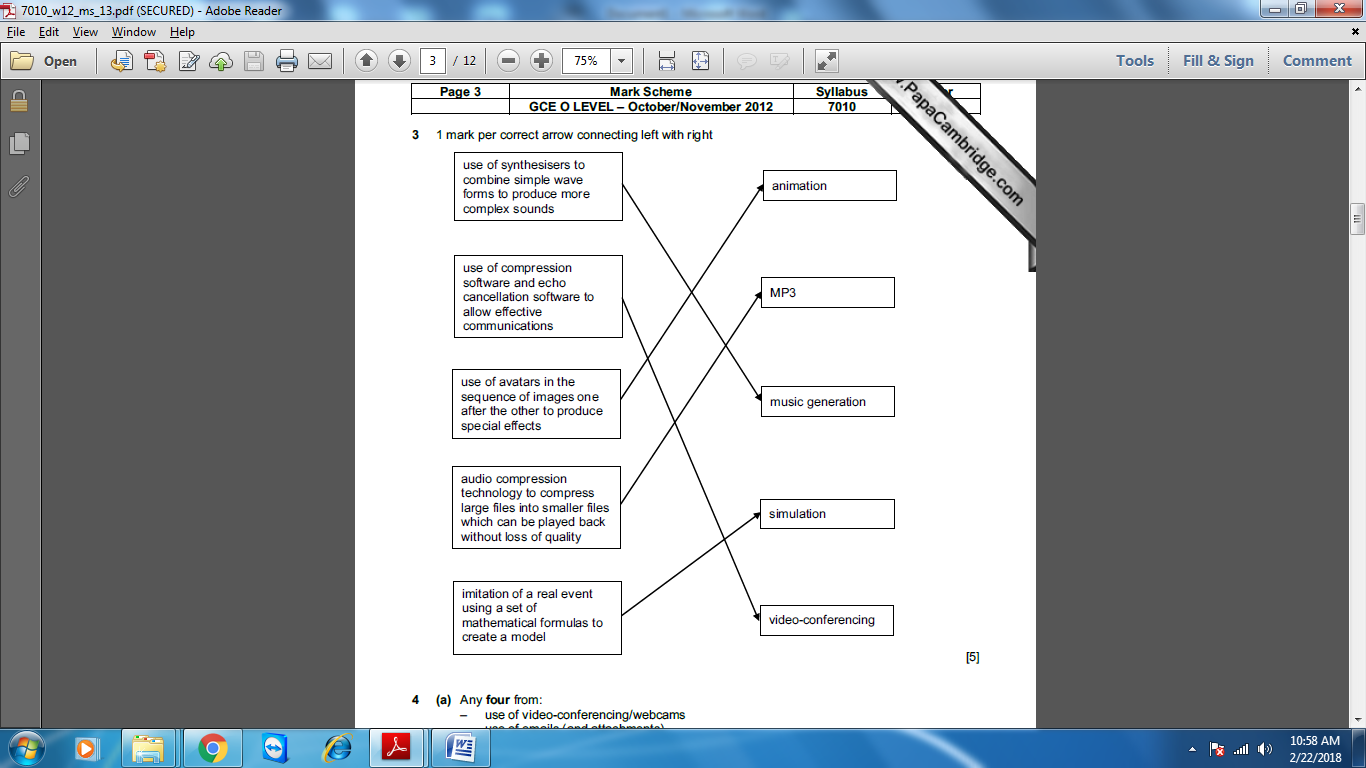 7010_w12_ms_13.pdf (SECURED) - Adobe Reader
File Edit View Window Help
Open 3 / 12 75% Tools Fill & Sign Comment
Page 3 Mark Scheme Syllabus
GCE O LEVEL – October/November 2012 7010
.PapaCambridge.com
3 1 mark per correct arrow connecting left with right
use of synthesisers to
combine simple wave
forms to produce more
complex sounds
animation
use of compression
software and echo
cancellation software to
allow effective
communications
MP3
use of avatars in the
sequence of images one
after the other to produce
special effects
music generation
audio compression
technology to compress
large files into smaller files
which can be played back
without loss of quality
simulation
imitation of a real event
using a set of
mathematical formulas to
create a model
video-conferencing
[5]
4 (a) Any four from:
– use of video-conferencing/webcams
10:58 AM
2/22/2018